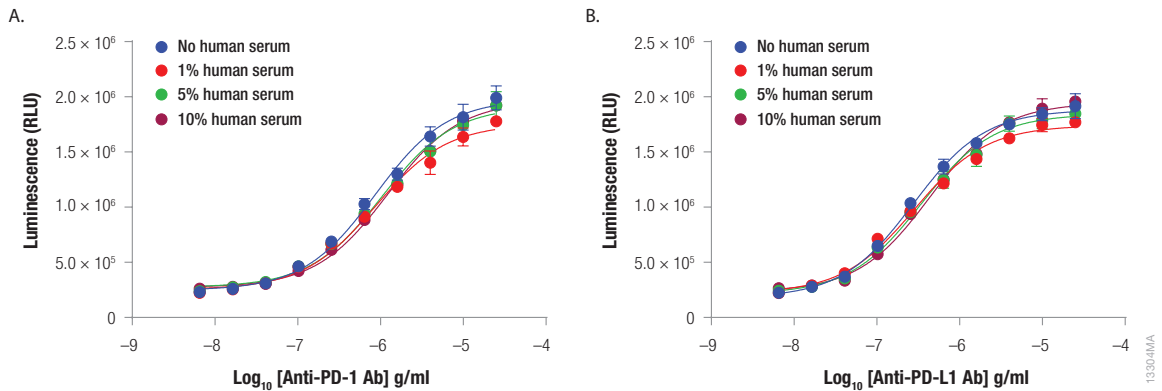 A.
Luminescence (RLU)
2.5 × 10⁶
2.0 × 10⁶
1.5 × 10⁶
1.0 × 10⁶
5.0 × 10⁵
0
No human serum
1% human serum
5% human serum
10% human serum
–9 –8 –7 –6 –5 –4
Log₁₀ [Anti-PD-1 Ab] g/ml
B.
Luminescence (RLU)
2.5 × 10⁶
2.0 × 10⁶
1.5 × 10⁶
1.0 × 10⁶
5.0 × 10⁵
0
No human serum
1% human serum
5% human serum
10% human serum
–9 –8 –7 –6 –5 –4
Log₁₀ [Anti-PD-L1 Ab] g/ml
13304MA